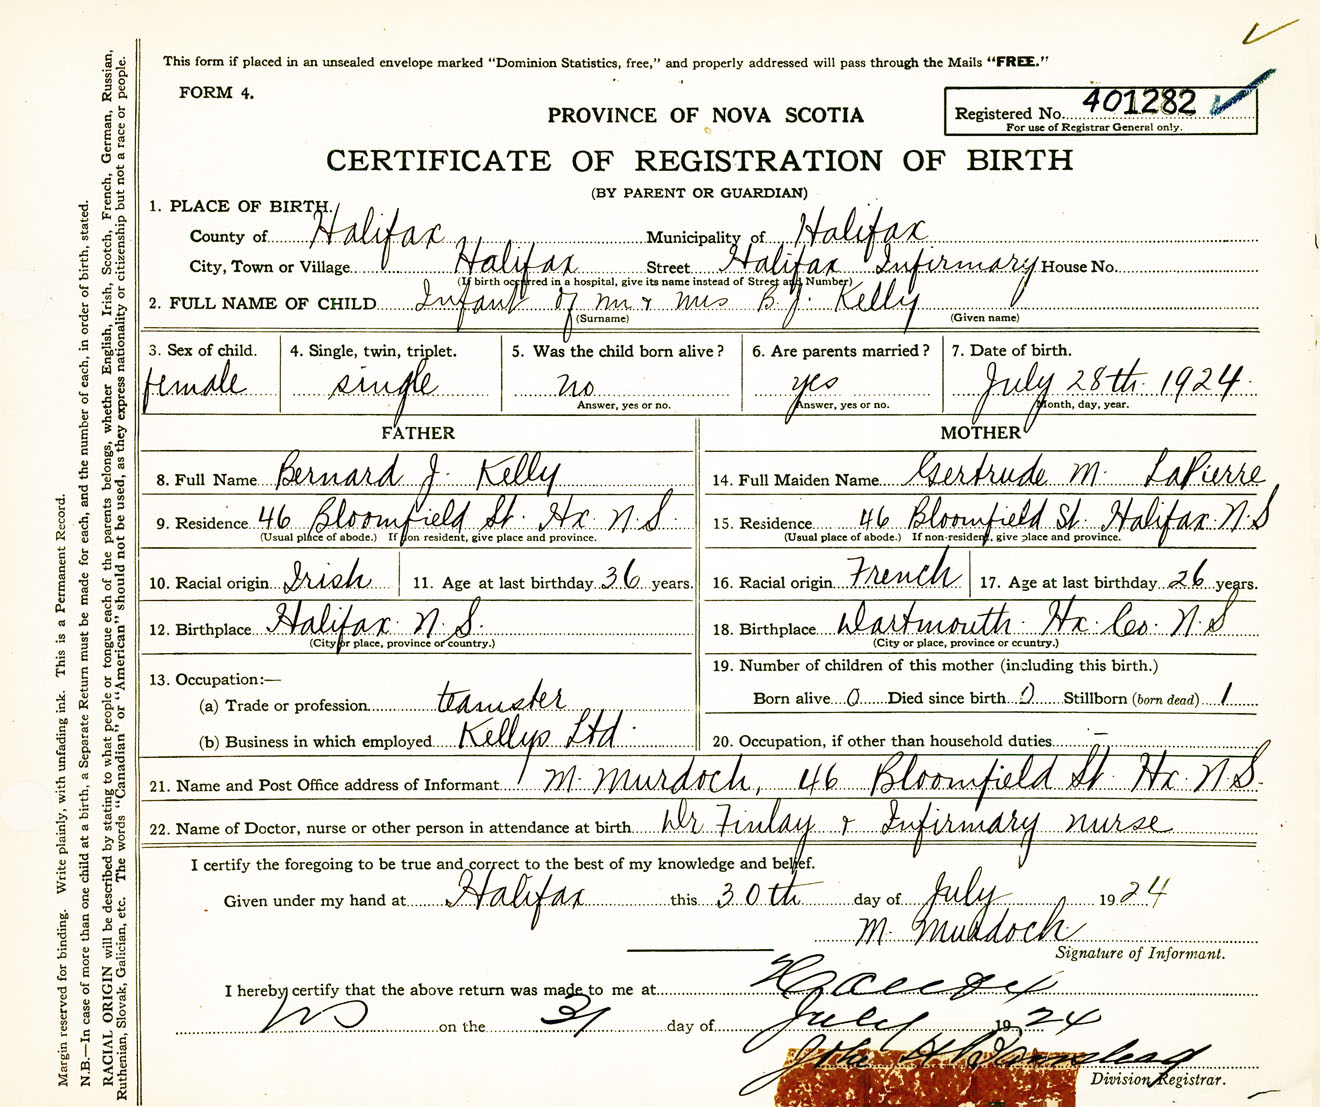 This form if placed in an unsealed envelope marked "Dominion Statistics, free," and properly addressed will pass through the Mails "FREE."
FORM 4.
PROVINCE OF NOVA SCOTIA
Registered No. 401282
For use of Registrar General only.
CERTIFICATE OF REGISTRATION OF BIRTH
(BY PARENT OR GUARDIAN)
1. PLACE OF BIRTH.
County of Halifax Municipality of Halifax
City, Town or Village Halifax Street Halifax Infirmary House No.
(If birth occurred in a hospital, give its name instead of Street and Number)
2. FULL NAME OF CHILD Infant of Mr & Mrs B. J. Kelly
(Surname) (Given name)
3. Sex of child. 4. Single, twin, triplet. 5. Was the child born alive? 6. Are parents married? 7. Date of birth.
female single no yes July 28th 1924
Answer, yes or no. Answer, yes or no. Month, day, year.
FATHER MOTHER
8. Full Name Bernard J. Kelly 14. Full Maiden Name Gertrude M. LaPierre
9. Residence 46 Bloomfield St. Hx. N.S. 15. Residence 46 Bloomfield St. Halifax N.S
(Usual place of abode.) If non resident, give place and province. (Usual place of abode.) If non-resident, give place and province.
10. Racial origin Irish 11. Age at last birthday 36 years. 16. Racial origin French 17. Age at last birthday 26 years.
12. Birthplace Halifax N.S. 18. Birthplace Dartmouth Hx. Co. N.S
(City or place, province or country.) (City or place, province or country.)
19. Number of children of this mother (including this birth.)
13. Occupation:—
(a) Trade or profession teamster Born alive 0 Died since birth 0 Stillborn (born dead) 1
(b) Business in which employed Kellys Ltd. 20. Occupation, if other than household duties —
21. Name and Post Office address of Informant M. Murdoch, 46 Bloomfield St. Hx. N.S.
22. Name of Doctor, nurse or other person in attendance at birth Dr Finlay & Infirmary nurse
I certify the foregoing to be true and correct to the best of my knowledge and belief.
Given under my hand at Halifax this 30th day of July 1924
M. Murdoch
Signature of Informant.
I hereby certify that the above return was made to me at Halifax
NS on the 31 day of July 1924
Division Registrar.
Margin reserved for binding. Write plainly, with unfading ink. This is a Permanent Record.
N.B.—In case of more than one child at a birth, a Separate Return must be made for each, and the number of each, in order of birth, stated.
RACIAL ORIGIN will be described by stating to what people or tongue each of the parents belongs, whether English, Irish, Scotch, French, German, Russian,
Ruthenian, Slovak, Galician, etc. The words "Canadian" or "American" should not be used, as they express nationality or citizenship but not a race or people.